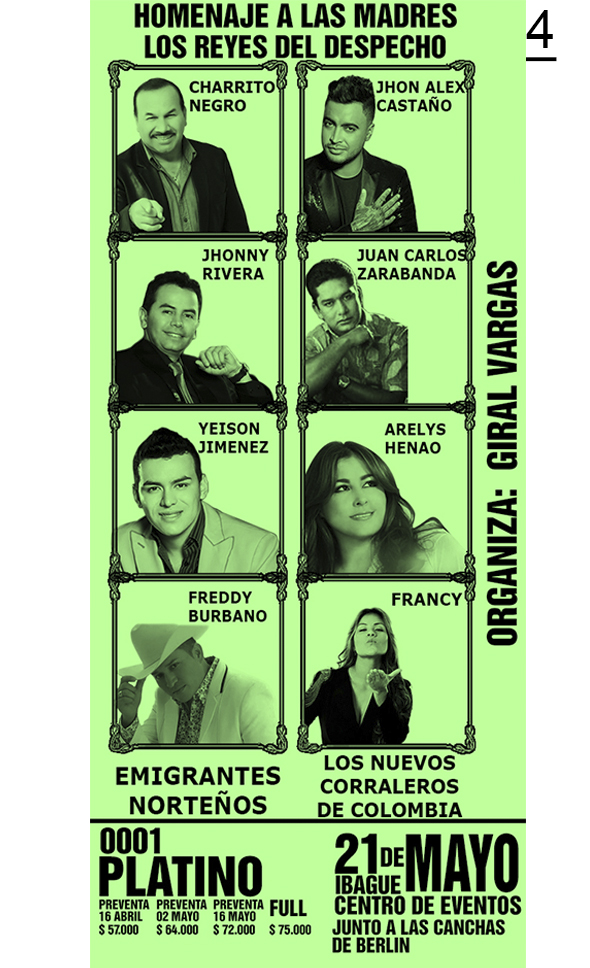 HOMENAJE A LAS MADRES
LOS REYES DEL DESPECHO
4
CHARRITO
NEGRO
JHON ALEX
CASTAÑO
JHONNY
RIVERA
JUAN CARLOS
ZARABANDA
YEISON
JIMENEZ
ARELYS
HENAO
FREDDY
BURBANO
FRANCY
ORGANIZA: GIRAL VARGAS
EMIGRANTES
NORTEÑOS
LOS NUEVOS
CORRALEROS
DE COLOMBIA
0001
PLATINO
PREVENTA
16 ABRIL
$ 57.000
PREVENTA
02 MAYO
$ 64.000
PREVENTA
16 MAYO
$ 72.000
FULL
$ 75.000
21 DE MAYO
IBAGUE
CENTRO DE EVENTOS
JUNTO A LAS CANCHAS
DE BERLIN